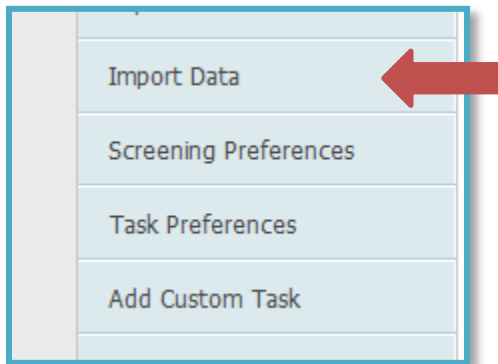 Import Data
Screening Preferences
Task Preferences
Add Custom Task